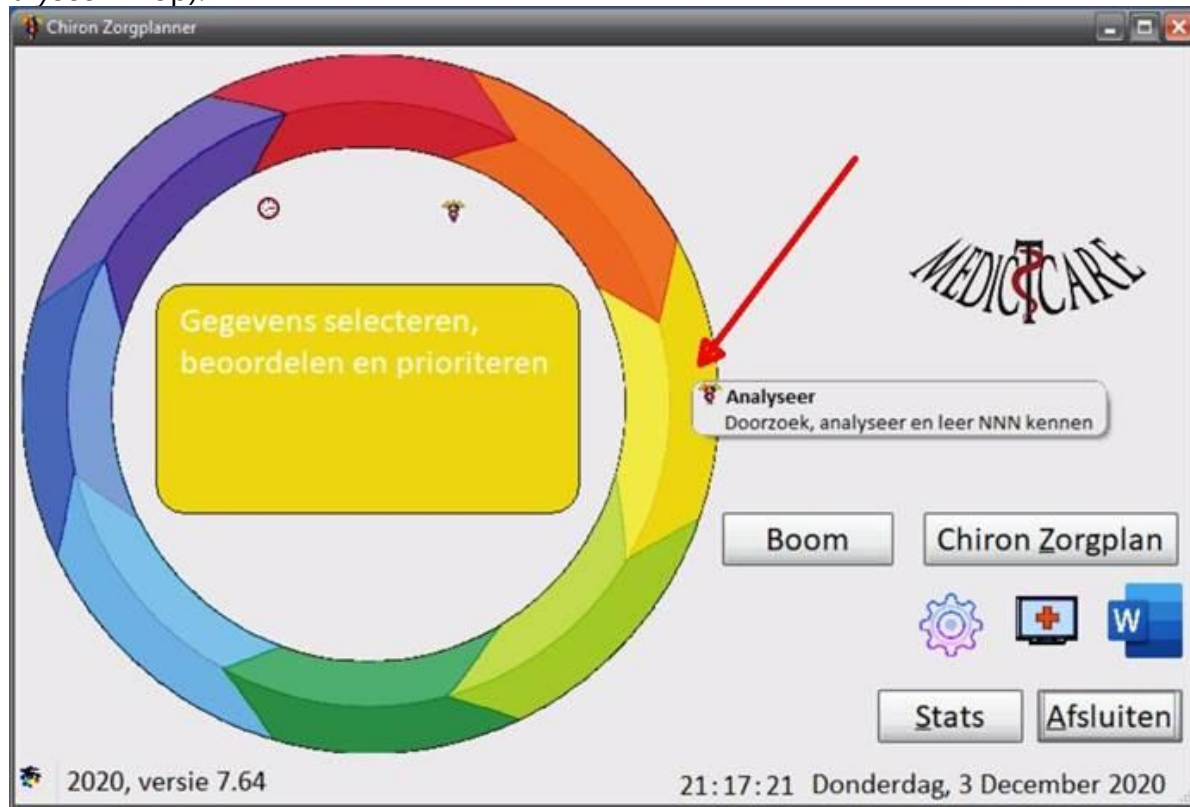 Chiron Zorgplanner
Gegevens selecteren,
beoordelen en prioriteren
MEDICTCARE
Analyseer
Doorzoek, analyseer en leer NNN kennen
Boom
Chiron Zorgplan
W
Stats
Afsluiten
2020, versie 7.64
21:17:21 Donderdag, 3 December 2020